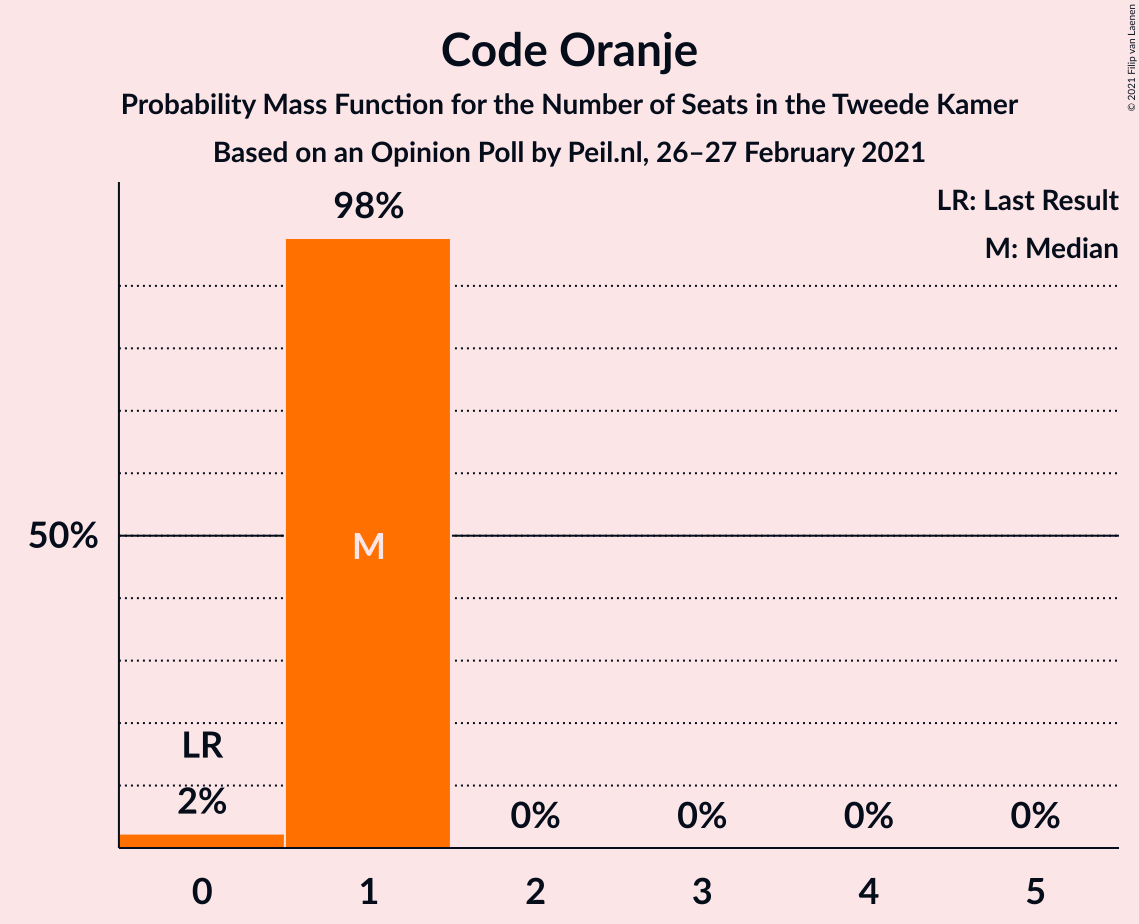 Code Oranje
Probability Mass Function for the Number of Seats in the Tweede Kamer
Based on an Opinion Poll by Peil.nl, 26–27 February 2021
© 2021 Filip van Laenen
LR: Last Result
M: Median
98%
50%
M
LR
2%
0%
0%
0%
0%
0
1
2
3
4
5